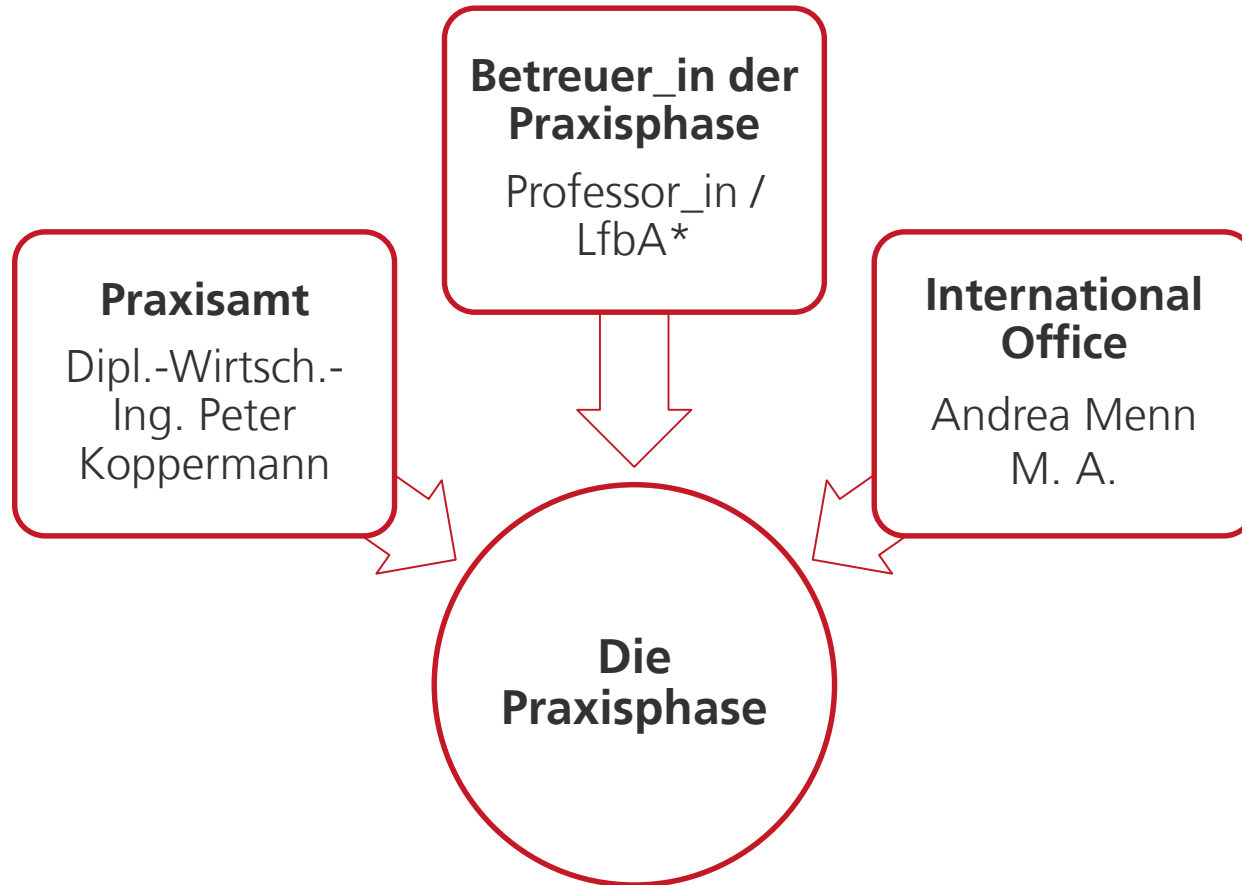 Betreuer_in der
Praxisphase
Professor_in /
LfbA*
Praxisamt
Dipl.-Wirtsch.-
Ing. Peter
Koppermann
International
Office
Andrea Menn
M. A.
Die
Praxisphase